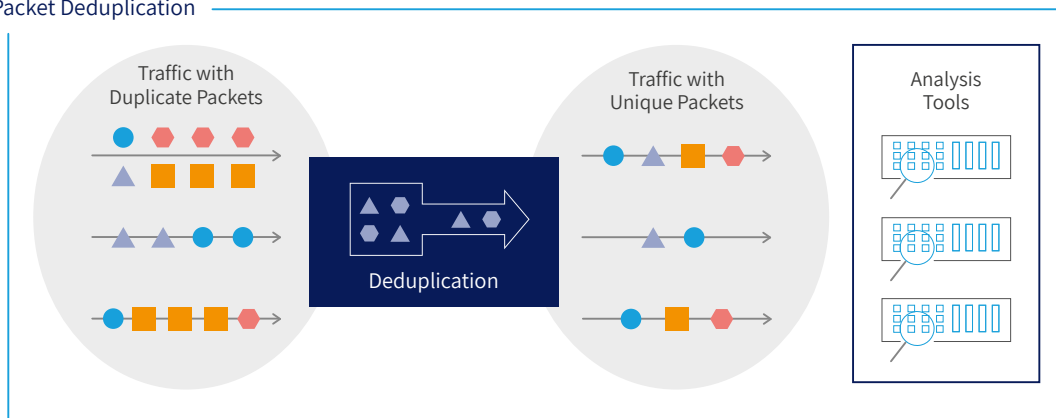 Packet Deduplication
Traffic with
Duplicate Packets
Traffic with
Unique Packets
Analysis
Tools
Deduplication